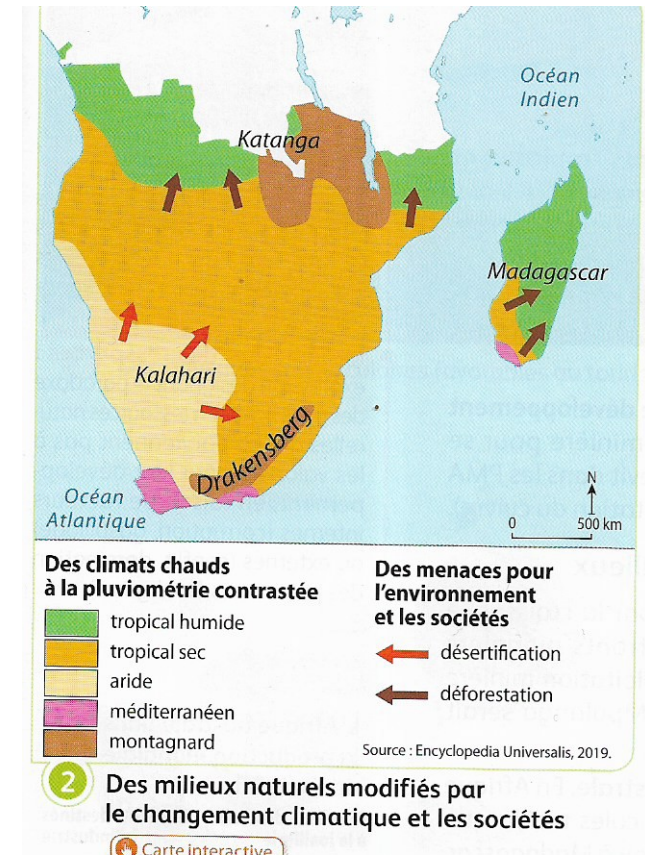 Océan
Indien
Katanga
Madagascar
Kalahari
Drakensberg
Océan
Atlantique
N
0 500 km
Des climats chauds
à la pluviométrie contrastée
tropical humide
tropical sec
aride
méditerranéen
montagnard
Des menaces pour
l'environnement
et les sociétés
désertification
déforestation
Source : Encyclopedia Universalis, 2019.
2 Des milieux naturels modifiés par
le changement climatique et les sociétés
Carte interactive